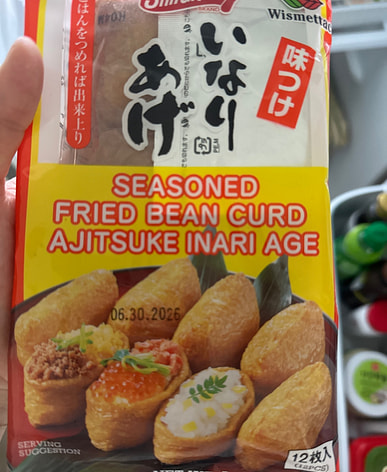 Wismettac
味つけ
いなり
あげ
ごはんをつめれば出来上り
SEASONED
FRIED BEAN CURD
AJITSUKE INARI AGE
06.30.2026
SERVING
SUGGESTION
12枚入
(12PCS)